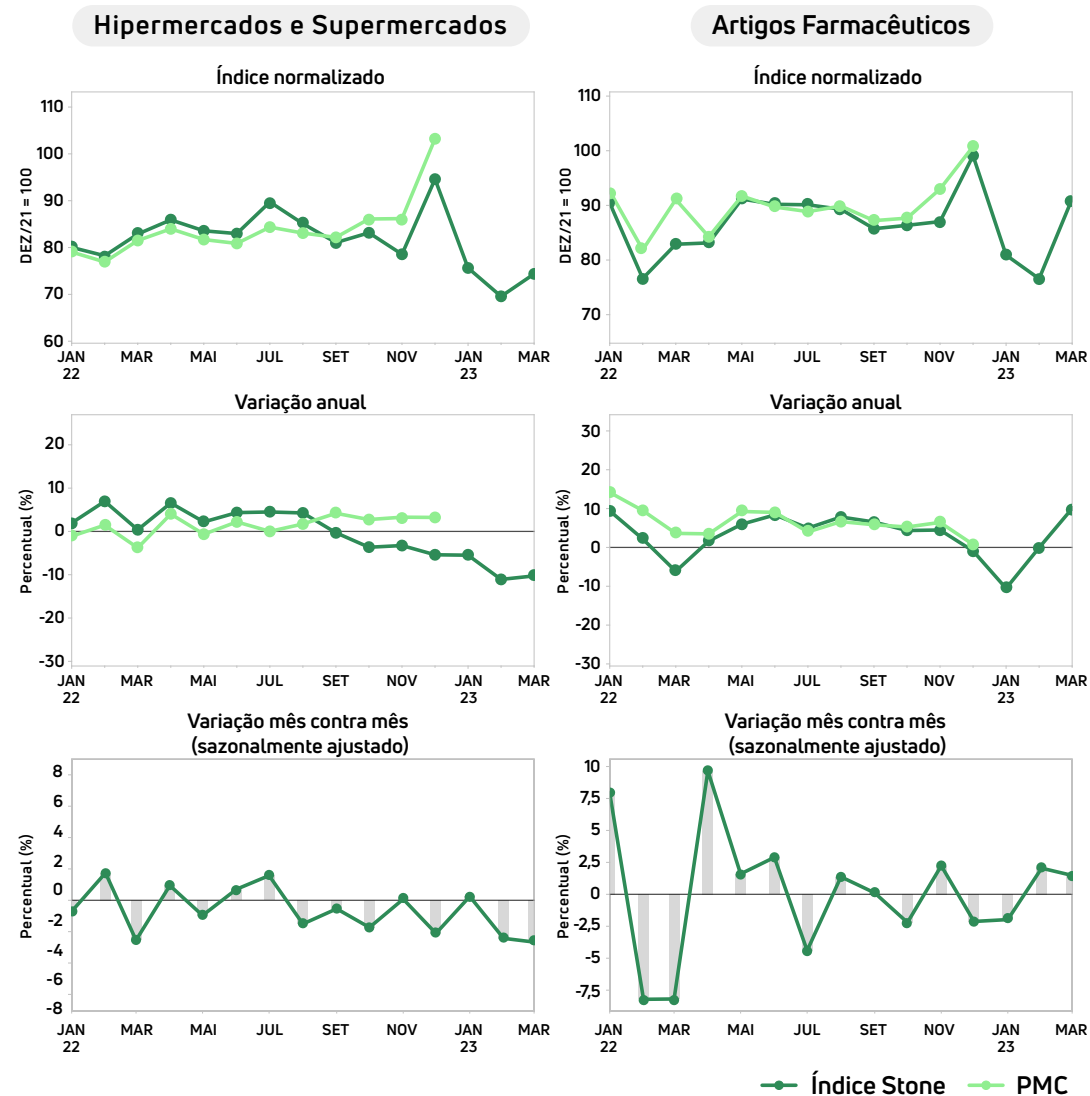 Hipermercados e Supermercados
Índice normalizado
DEZ/21 = 100
110
100
90
80
70
60
JAN MAR MAI JUL SET NOV JAN MAR
22 23
Variação anual
Percentual (%)
20
10
0
-10
-20
-30
JAN MAR MAI JUL SET NOV JAN MAR
22 23
Variação mês contra mês
(sazonalmente ajustado)
Percentual (%)
8
6
4
2
0
-2
-4
-6
-8
JAN MAR MAI JUL SET NOV JAN MAR
22 23
Artigos Farmacêuticos
Índice normalizado
DEZ/21 = 100
110
100
90
80
70
JAN MAR MAI JUL SET NOV JAN MAR
22 23
Variação anual
Percentual (%)
30
20
10
0
-10
-20
-30
JAN MAR MAI JUL SET NOV JAN MAR
22 23
Variação mês contra mês
(sazonalmente ajustado)
Percentual (%)
10
7,5
5
2,5
0
-2,5
-5
-7,5
JAN MAR MAI JUL SET NOV JAN MAR
22 23
Índice Stone PMC